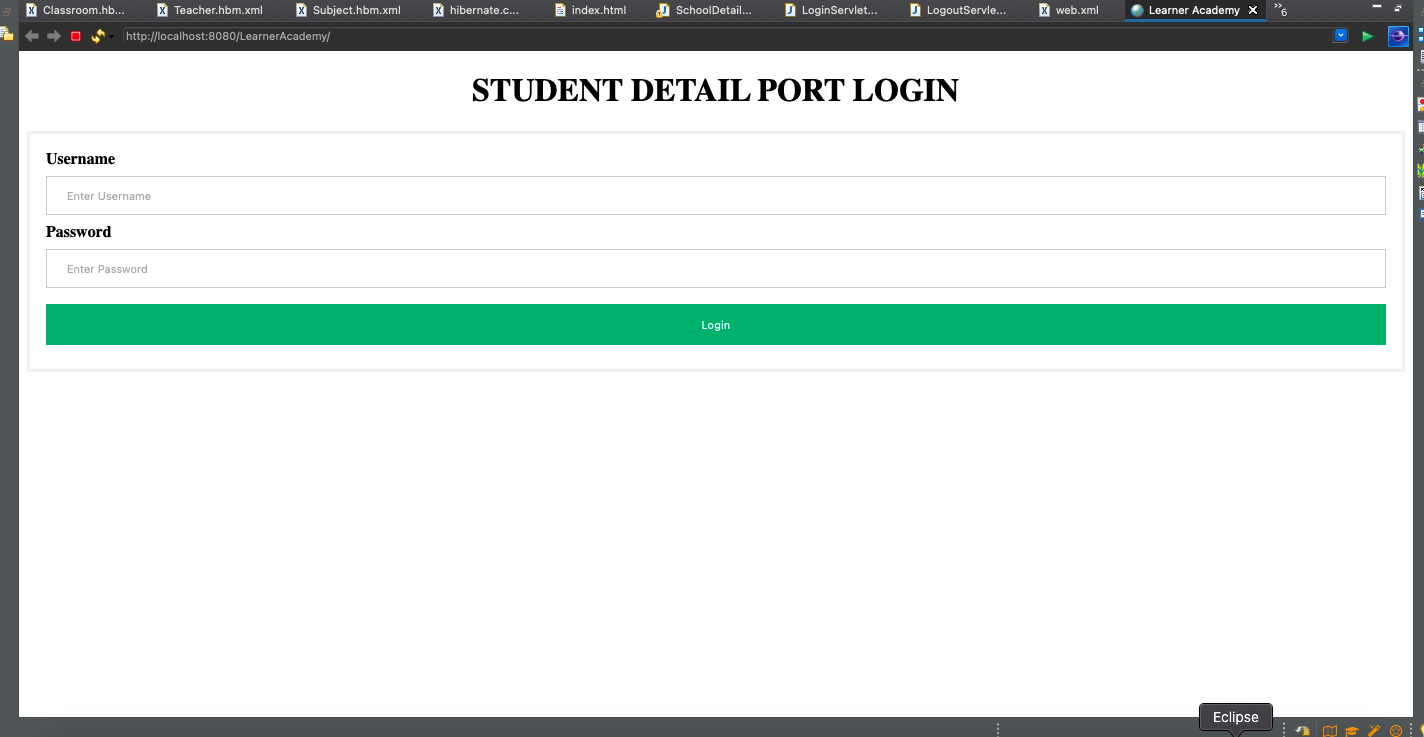 Classroom.hb... Teacher.hbm.xml Subject.hbm.xml hibernate.c... index.html SchoolDetail... LoginServlet... LogoutServle... web.xml Learner Academy 6
http://localhost:8080/LearnerAcademy/
STUDENT DETAIL PORT LOGIN
Username
Enter Username
Password
Enter Password
Login
Eclipse